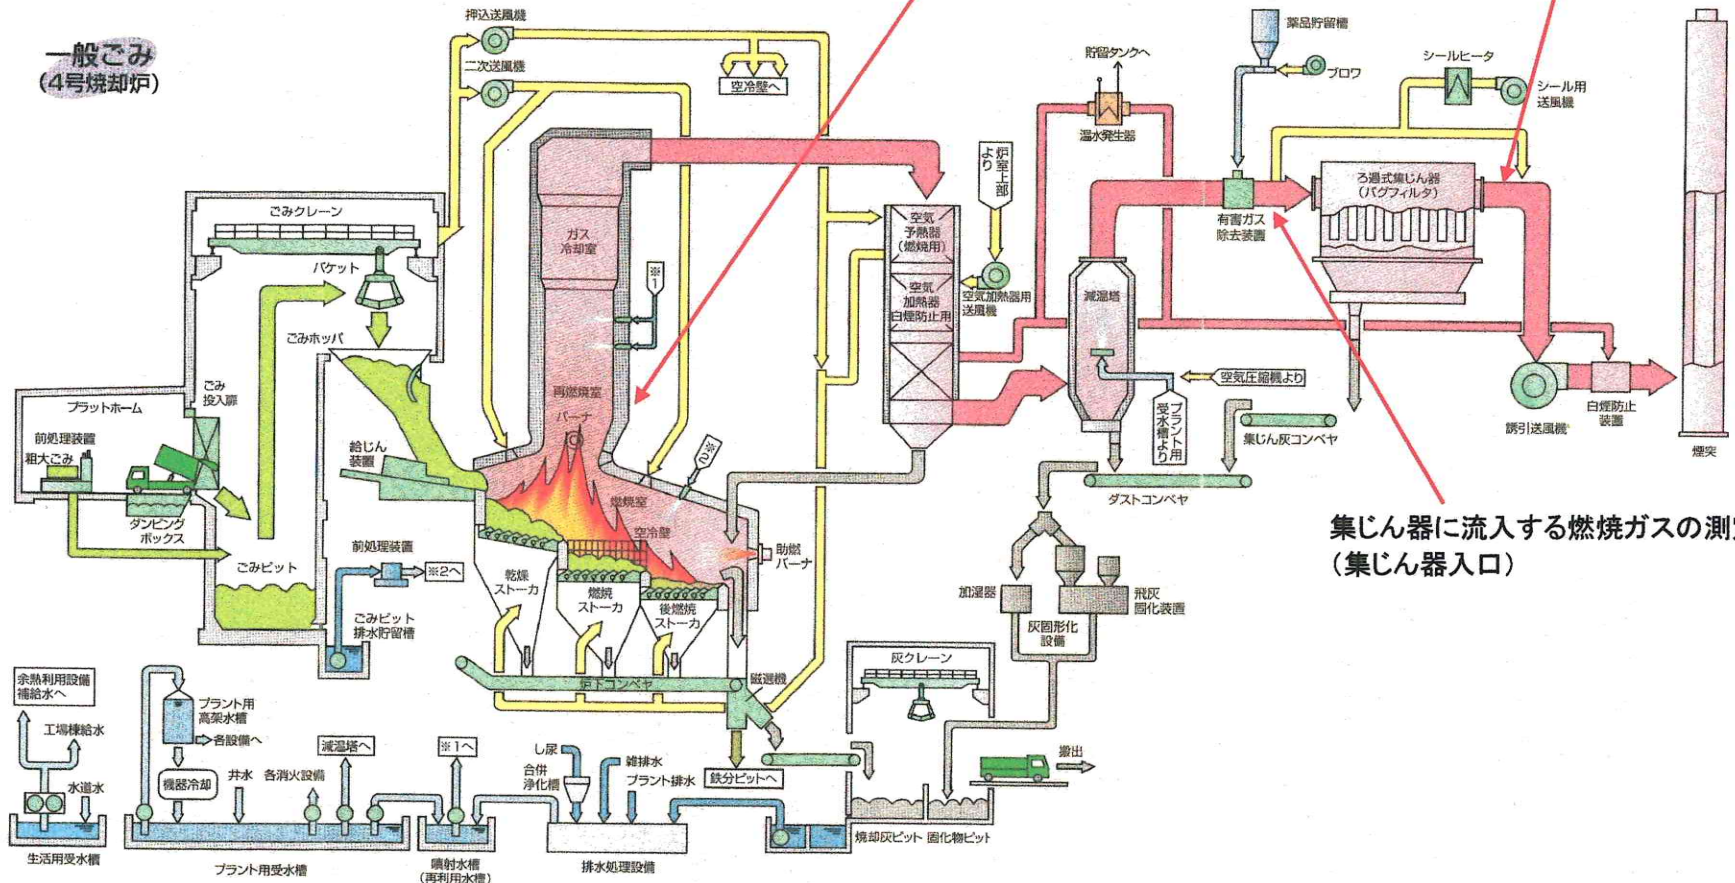 一般ごみ
(4号焼却炉)
押込送風機
二次送風機
空冷壁へ
貯留タンクへ
温水発生器
薬品貯留槽
ブロワ
シールヒータ
シール用
送風機
炉室上部
より
ろ過式集じん器
(バグフィルタ)
有害ガス
除去装置
ごみクレーン
バケット
ごみホッパ
ガス
冷却室
※1
空気
予熱器
(燃焼用)
空気
加熱器
白煙防止用
空気加熱器用
送風機
減温塔
空気圧縮機より
プラント用
受水槽より
集じん灰コンベヤ
ダストコンベヤ
誘引送風機
白煙防止
装置
煙突
ごみ
投入扉
プラットホーム
前処理装置
粗大ごみ
ダンピング
ボックス
ごみピット
給じん
装置
再燃焼室
バーナ
※2
燃焼室
空冷壁
助燃
バーナ
前処理装置
※2へ
ごみピット
排水貯留槽
乾燥
ストーカ
燃焼
ストーカ
後燃焼
ストーカ
炉下コンベヤ
磁選機
集じん器に流入する燃焼ガスの測
(集じん器入口)
加湿器
飛灰
固化装置
灰固形化
設備
灰クレーン
搬出
余熱利用設備
補給水へ
工場棟給水
水道水
生活用受水槽
プラント用
高架水槽
各設備へ
機器冷却
井水
各消火設備
減温塔へ
※1へ
プラント用受水槽
噴射水槽
(再利用水槽)
し尿
合併
浄化槽
雑排水
プラント排水
排水処理設備
鉄分ピットへ
焼却灰ピット 固化物ピット